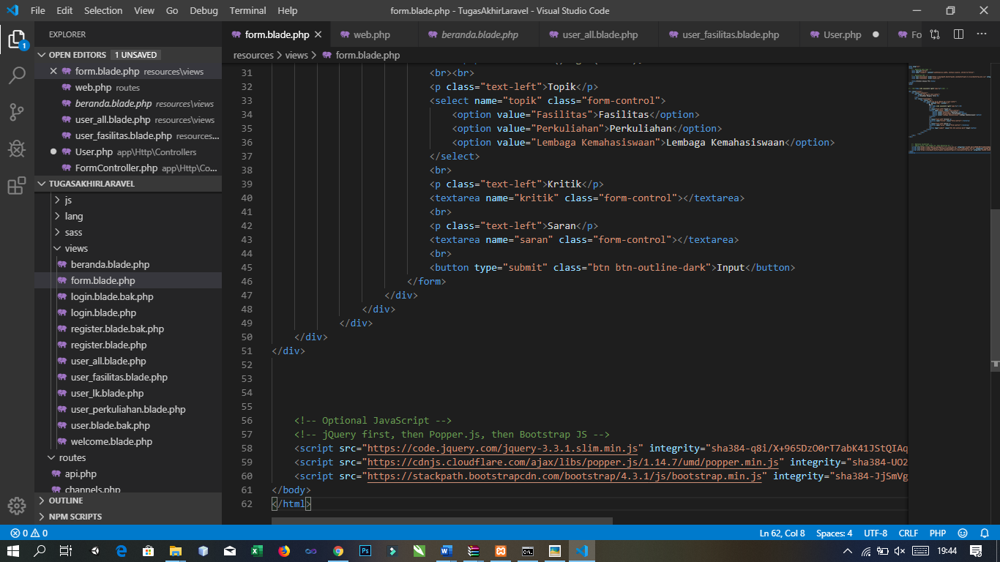 File Edit Selection View Go Debug Terminal Help
form.blade.php - TugasAkhirLaravel - Visual Studio Code
EXPLORER
OPEN EDITORS 1 UNSAVED
form.blade.php resources\views
web.php routes
beranda.blade.php resources\views
user_all.blade.php resources\views
user_fasilitas.blade.php resources...
User.php app\Http\Controllers
FormController.php app\Http\Co...
TUGASAKHIRLARAVEL
js
lang
sass
views
beranda.blade.php
form.blade.php
login.blade.bak.php
login.blade.php
register.blade.bak.php
register.blade.php
user_all.blade.php
user_fasilitas.blade.php
user_lk.blade.php
user_perkuliahan.blade.php
user.blade.bak.php
welcome.blade.php
routes
api.php
channels.php
OUTLINE
NPM SCRIPTS
form.blade.php web.php beranda.blade.php user_all.blade.php user_fasilitas.blade.php User.php Fo
resources views form.blade.php
31 <br><br>
32 <p class="text-left">Topik</p>
33 <select name="topik" class="form-control">
34 <option value="Fasilitas">Fasilitas</option>
35 <option value="Perkuliahan">Perkuliahan</option>
36 <option value="Lembaga Kemahasiswaan">Lembaga Kemahasiswaan</option>
37 </select>
38 <br>
39 <p class="text-left">Kritik</p>
40 <textarea name="kritik" class="form-control"></textarea>
41 <br>
42 <p class="text-left">Saran</p>
43 <textarea name="saran" class="form-control"></textarea>
44 <br>
45 <button type="submit" class="btn btn-outline-dark">Input</button>
46 </form>
47 </div>
48 </div>
49 </div>
50 </div>
51 </div>
52
53
54
55
56 <!-- Optional JavaScript -->
57 <!-- jQuery first, then Popper.js, then Bootstrap JS -->
58 <script src="https://code.jquery.com/jquery-3.3.1.slim.min.js" integrity="sha384-q8i/X+965DzO0rT7abK41JStQIAq
59 <script src="https://cdnjs.cloudflare.com/ajax/libs/popper.js/1.14.7/umd/popper.min.js" integrity="sha384-UO2
60 <script src="https://stackpath.bootstrapcdn.com/bootstrap/4.3.1/js/bootstrap.min.js" integrity="sha384-JjSmVg
61 </body>
62 </html>
0 0 Ln 62, Col 8 Spaces: 4 UTF-8 CRLF PHP
19:44